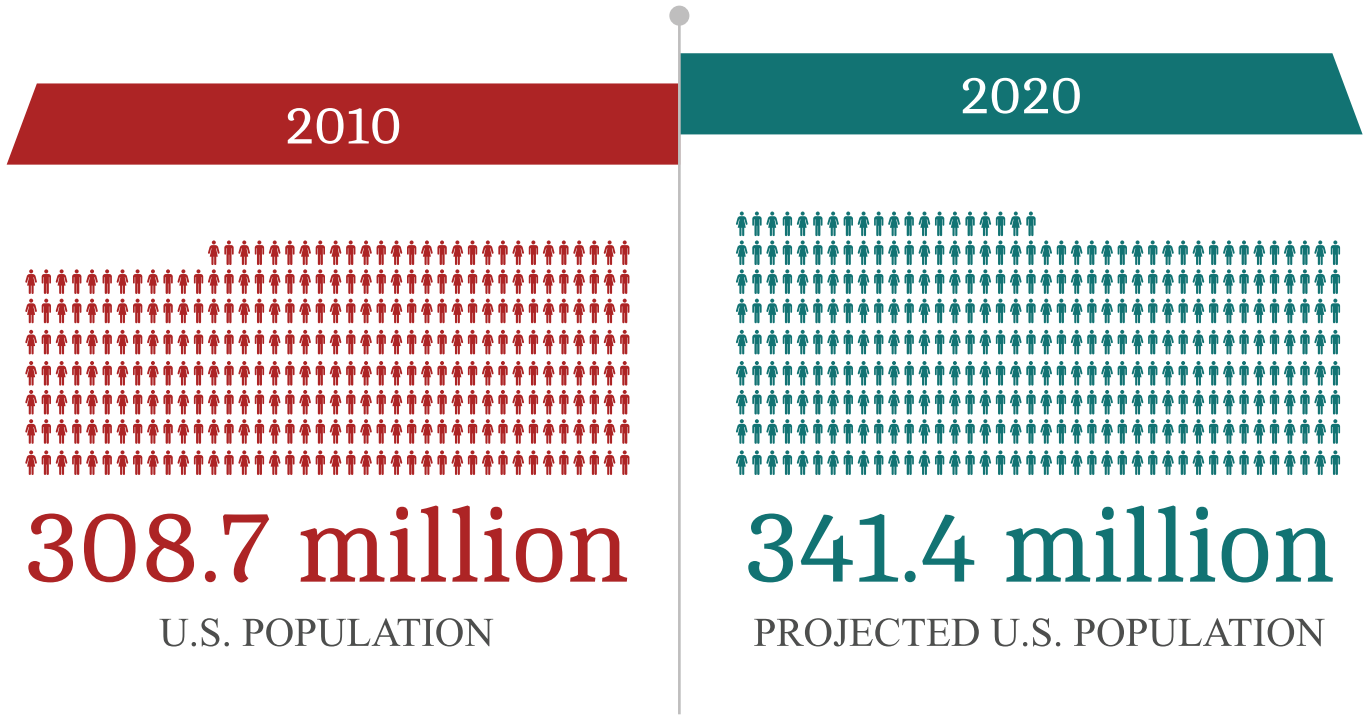 2010
308.7 million
U.S. POPULATION
2020
341.4 million
PROJECTED U.S. POPULATION